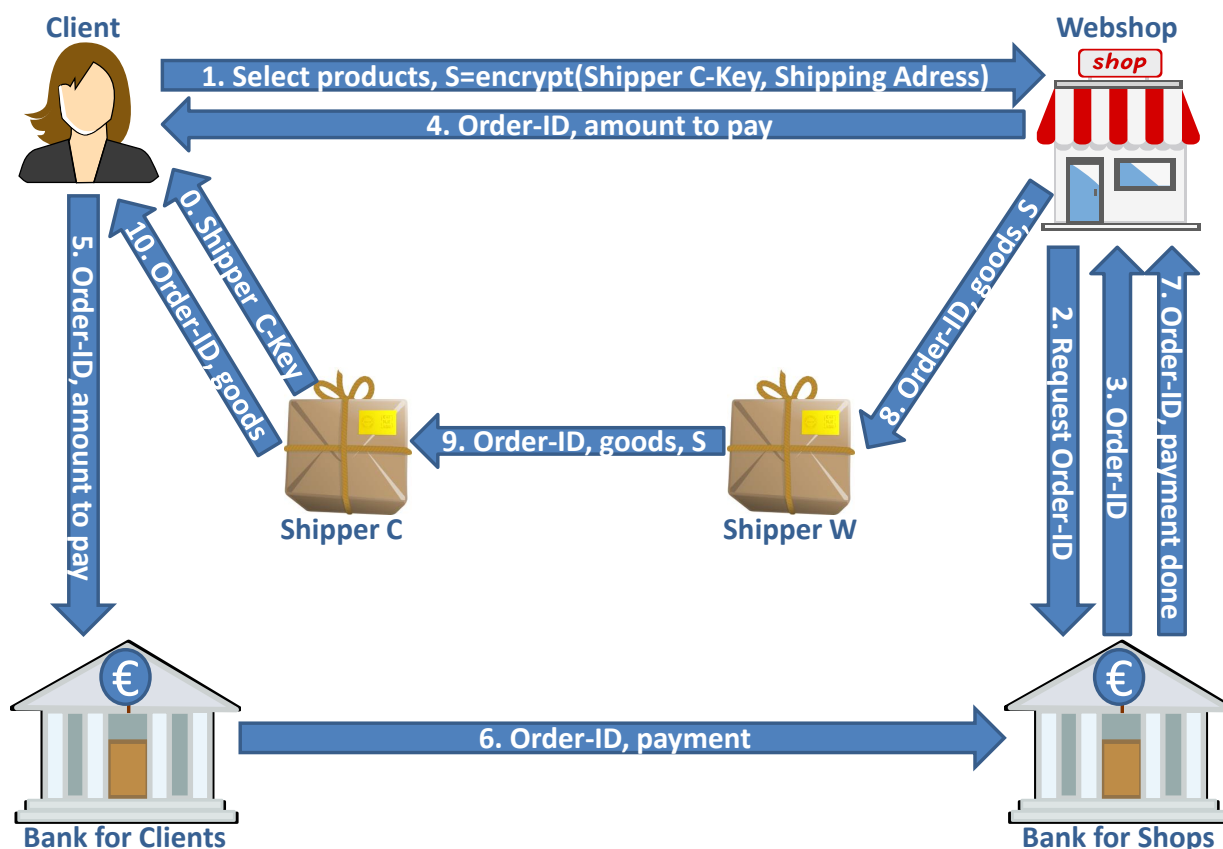 Client
Webshop
shop
1. Select products, S=encrypt(Shipper C-Key, Shipping Adress)
4. Order-ID, amount to pay
0. Shipper C-Key
10. Order-ID, goods
5. Order-ID, amount to pay
8. Order-ID, goods, S
2. Request Order-ID
3. Order-ID
7. Order-ID, payment done
9. Order-ID, goods, S
Shipper C
Shipper W
€
€
6. Order-ID, payment
Bank for Clients
Bank for Shops